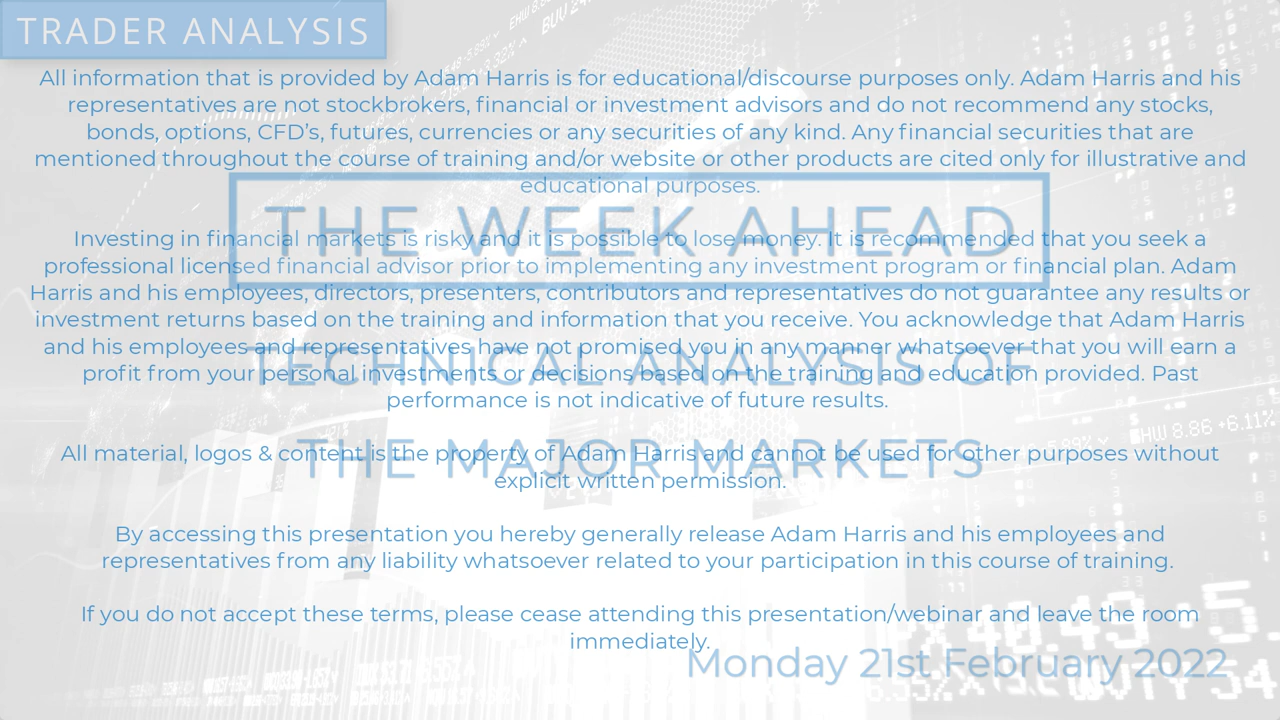 TRADER ANALYSIS
All information that is provided by Adam Harris is for educational/discourse purposes only. Adam Harris and his
representatives are not stockbrokers, financial or investment advisors and do not recommend any stocks,
bonds, options, CFD's, futures, currencies or any securities of any kind. Any financial securities that are
mentioned throughout the course of training and/or website or other products are cited only for illustrative and
educational purposes.
THE WEEK AHEAD
Investing in financial markets is risky and it is possible to lose money. It is recommended that you seek a
professional licensed financial advisor prior to implementing any investment program or financial plan. Adam
Harris and his employees, directors, presenters, contributors and representatives do not guarantee any results or
investment returns based on the training and information that you receive. You acknowledge that Adam Harris
and his employees and representatives have not promised you in any manner whatsoever that you will earn a
profit from your personal investments or decisions based on the training and education provided. Past
performance is not indicative of future results.
TECHNICAL ANALYSIS OF
THE MAJOR MARKETS
All material, logos & content is the property of Adam Harris and cannot be used for other purposes without
explicit written permission.
By accessing this presentation you hereby generally release Adam Harris and his employees and
representatives from any liability whatsoever related to your participation in this course of training.
If you do not accept these terms, please cease attending this presentation/webinar and leave the room
immediately.
Monday 21st February 2022
HW 8.86 +6.11%